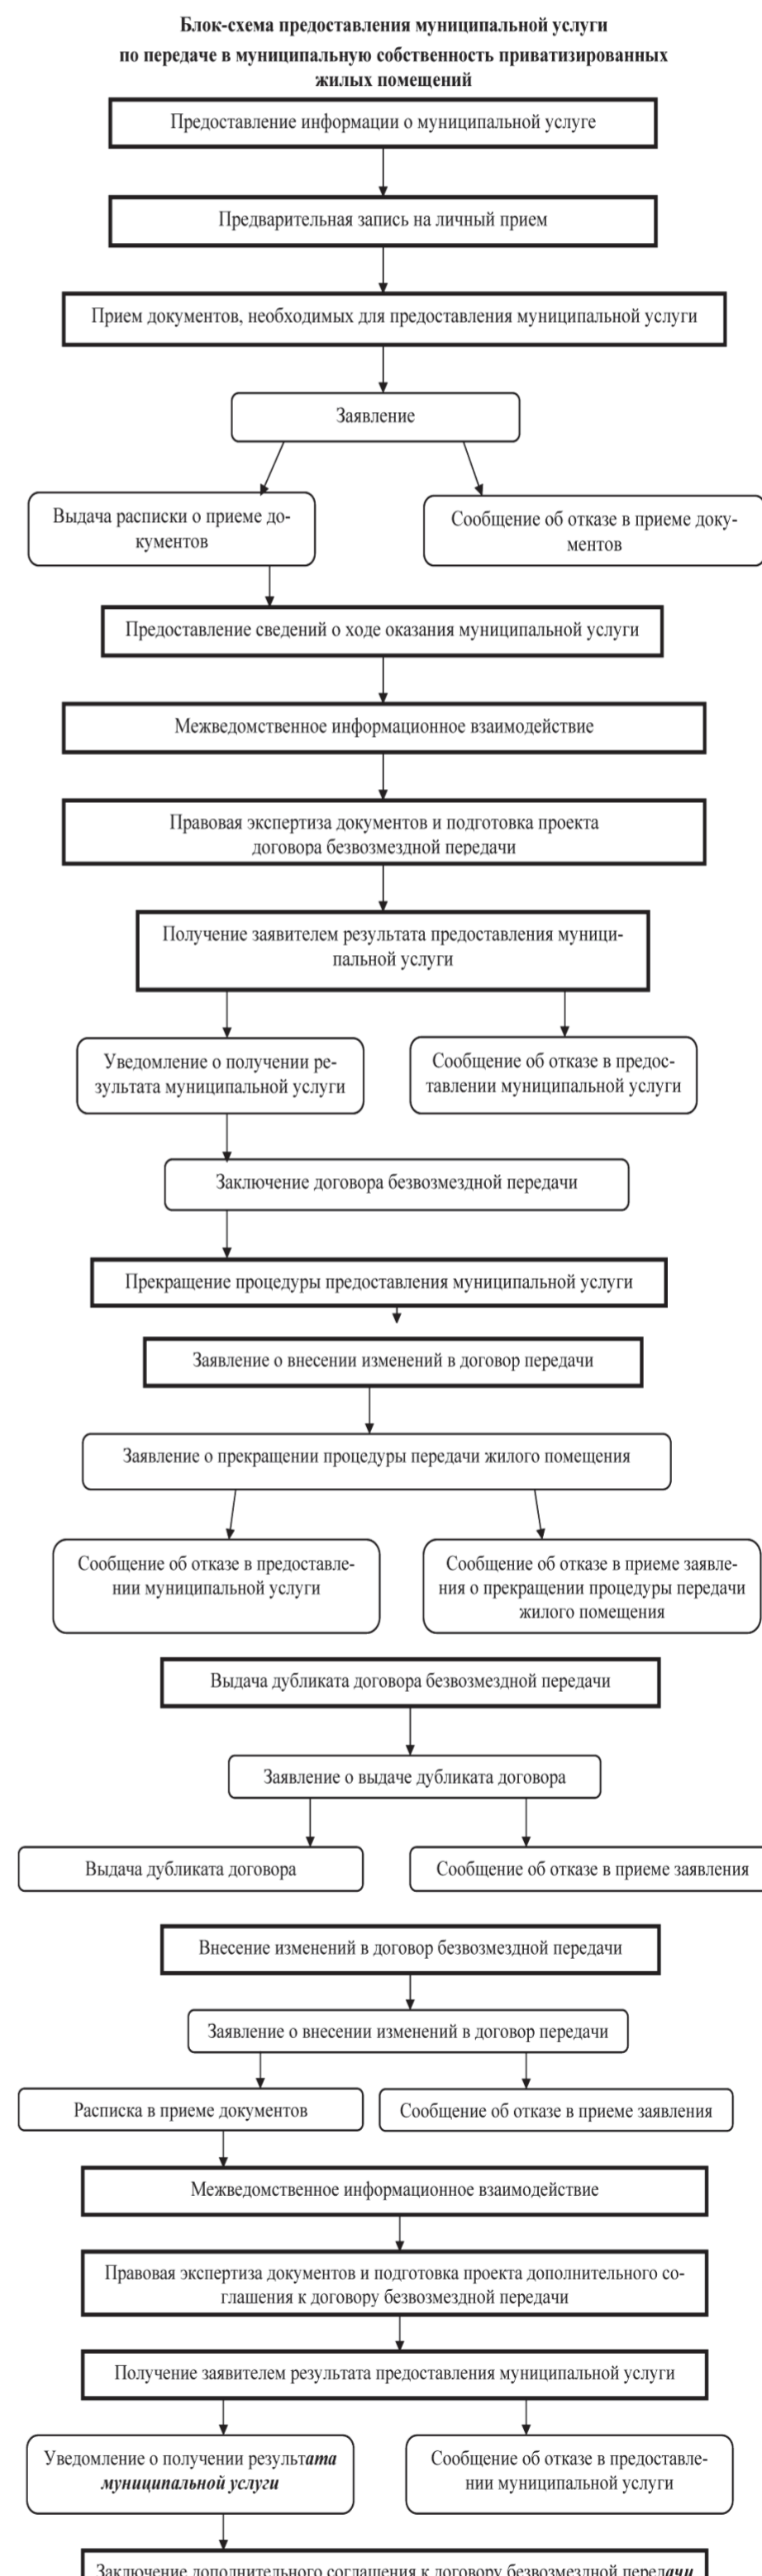 Блок-схема предоставления муниципальной услуги
по передаче в муниципальную собственность приватизированных
жилых помещений
Предоставление информации о муниципальной услуге
Предварительная запись на личный прием
Прием документов, необходимых для предоставления муниципальной услуги
Заявление
Выдача расписки о приеме до-
кументов
Сообщение об отказе в приеме доку-
ментов
Предоставление сведений о ходе оказания муниципальной услуги
Межведомственное информационное взаимодействие
Правовая экспертиза документов и подготовка проекта
договора безвозмездной передачи
Получение заявителем результата предоставления муници-
пальной услуги
Уведомление о получении ре-
зультата муниципальной услуги
Сообщение об отказе в предос-
тавлении муниципальной услуги
Заключение договора безвозмездной передачи
Прекращение процедуры предоставления муниципальной услуги
Заявление о внесении изменений в договор передачи
Заявление о прекращении процедуры передачи жилого помещения
Сообщение об отказе в предоставле-
нии муниципальной услуги
Сообщение об отказе в приеме заявле-
ния о прекращении процедуры передачи
жилого помещения
Выдача дубликата договора безвозмездной передачи
Заявление о выдаче дубликата договора
Выдача дубликата договора
Сообщение об отказе в приеме заявления
Внесение изменений в договор безвозмездной передачи
Заявление о внесении изменений в договор передачи
Расписка в приеме документов
Сообщение об отказе в приеме заявления
Межведомственное информационное взаимодействие
Правовая экспертиза документов и подготовка проекта дополнительного со-
глашения к договору безвозмездной передачи
Получение заявителем результата предоставления муниципальной услуги
Уведомление о получении результата
муниципальной услуги
Сообщение об отказе в предоставле-
нии муниципальной услуги
Заключение дополнительного соглашения к договору безвозмездной передачи